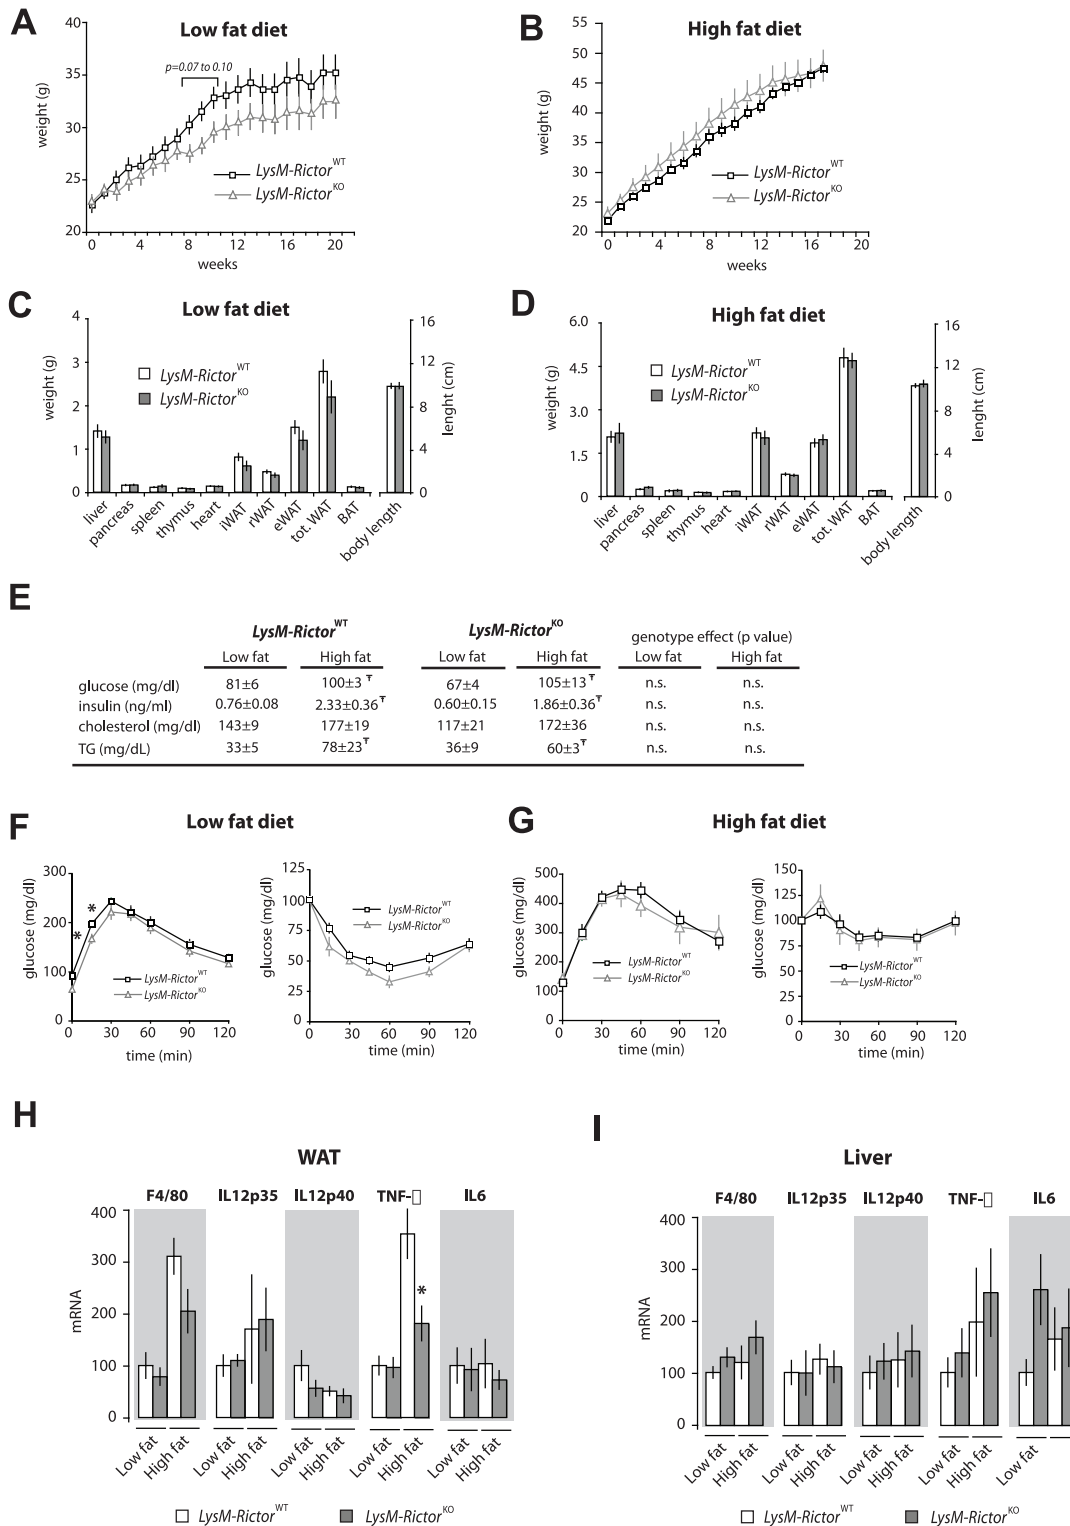 A
Low fat diet
40
35
30
25
20
weight (g)
p=0.07 to 0.10
LysM-Rictor WT
LysM-Rictor KO
0 4 8 12 16 20
weeks
B
High fat diet
55
50
45
40
35
30
25
20
weight (g)
LysM-Rictor WT
LysM-Rictor KO
0 4 8 12 16 20
weeks
C
Low fat diet
4
3
2
1
0
weight (g)
LysM-Rictor WT
LysM-Rictor KO
16
12
8
4
0
lenght (cm)
liver pancreas spleen thymus heart iWAT rWAT eWAT tot. WAT BAT body length
D
High fat diet
6.0
4.5
3.0
1.5
0
weight (g)
LysM-Rictor WT
LysM-Rictor KO
16
12
8
4
0
lenght (cm)
liver pancreas spleen thymus heart iWAT rWAT eWAT tot. WAT BAT body length
E
LysM-Rictor WT LysM-Rictor KO genotype effect (p value)
Low fat High fat Low fat High fat Low fat High fat
glucose (mg/dl) 81±6 100±3 Ŧ 67±4 105±13 Ŧ n.s. n.s.
insulin (ng/ml) 0.76±0.08 2.33±0.36 Ŧ 0.60±0.15 1.86±0.36 Ŧ n.s. n.s.
cholesterol (mg/dl) 143±9 177±19 117±21 172±36 n.s. n.s.
TG (mg/dL) 33±5 78±23 Ŧ 36±9 60±3 Ŧ n.s. n.s.
F
Low fat diet
300
200
100
0
glucose (mg/dl)
* *
LysM-Rictor WT
LysM-Rictor KO
0 30 60 90 120
time (min)
125
100
75
50
25
0
glucose (mg/dl)
LysM-Rictor WT
LysM-Rictor KO
0 30 60 90 120
time (min)
G
High fat diet
500
400
300
200
100
0
glucose (mg/dl)
LysM-Rictor WT
LysM-Rictor KO
0 30 60 90 120
time (min)
150
125
100
75
50
25
0
glucose (mg/dl)
LysM-Rictor WT
LysM-Rictor KO
0 30 60 90 120
time (min)
H
WAT
F4/80 IL12p35 IL12p40 TNF-▯ IL6
400
300
200
100
0
mRNA
*
Low fat High fat Low fat High fat Low fat High fat Low fat High fat Low fat High fat
LysM-Rictor WT LysM-Rictor KO
I
Liver
F4/80 IL12p35 IL12p40 TNF-▯ IL6
400
300
200
100
0
mRNA
Low fat High fat Low fat High fat Low fat High fat Low fat High fat Low fat
LysM-Rictor WT LysM-Rictor KO